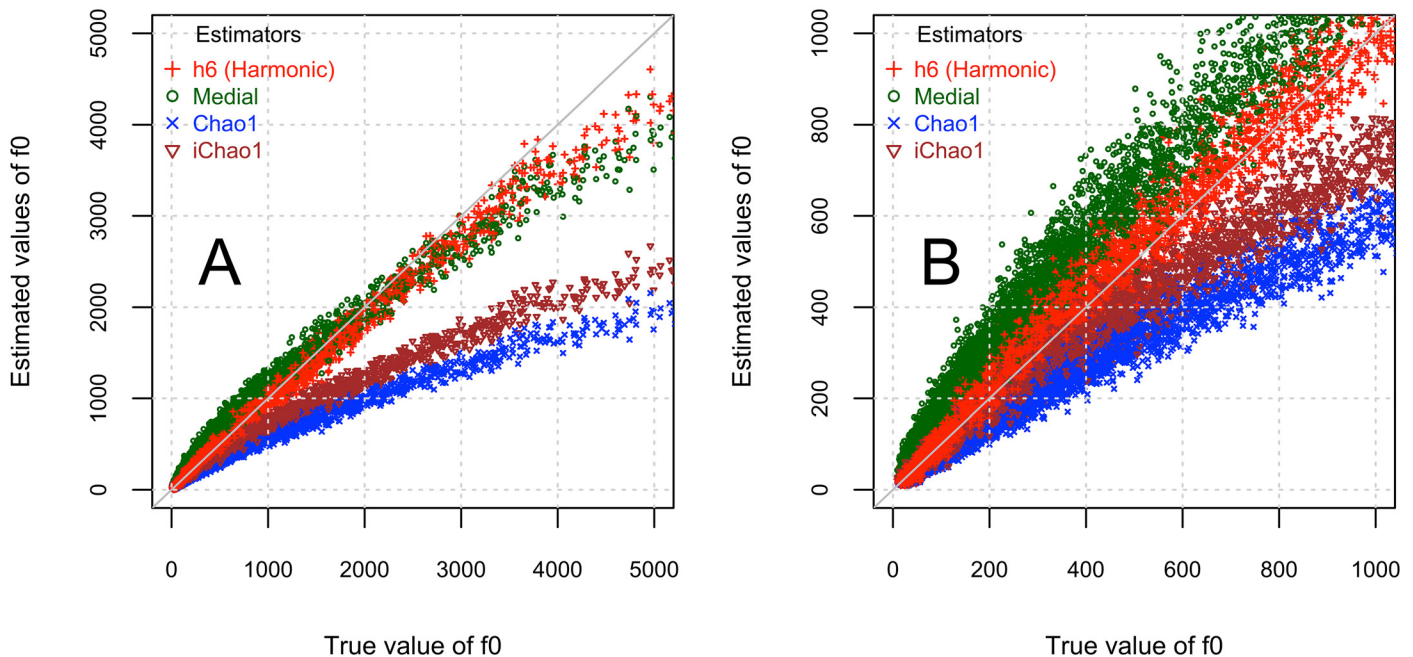 Estimators
h6 (Harmonic)
Medial
Chao1
iChao1
A
Estimated values of f0
5000
4000
3000
2000
1000
0
0 1000 2000 3000 4000 5000
True value of f0
Estimators
h6 (Harmonic)
Medial
Chao1
iChao1
B
Estimated values of f0
1000
800
600
400
200
0
0 200 400 600 800 1000
True value of f0